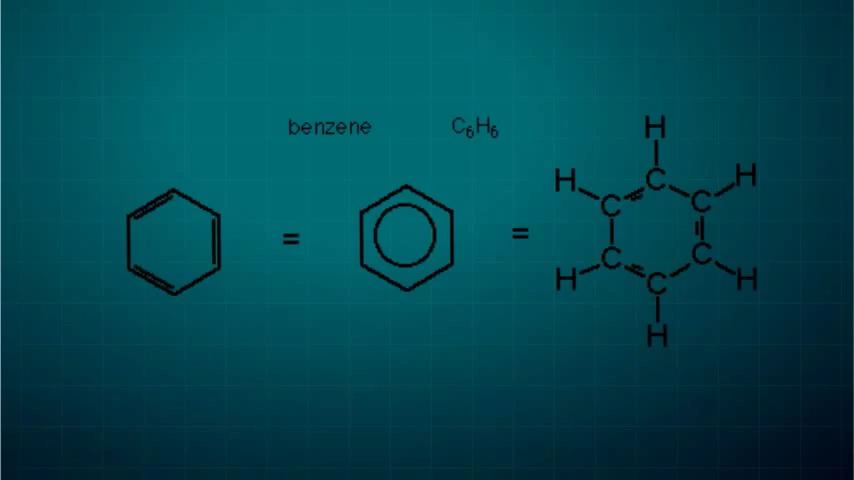 benzene C₆H₆
= =
H
H C H
C C
C C
H C H
H